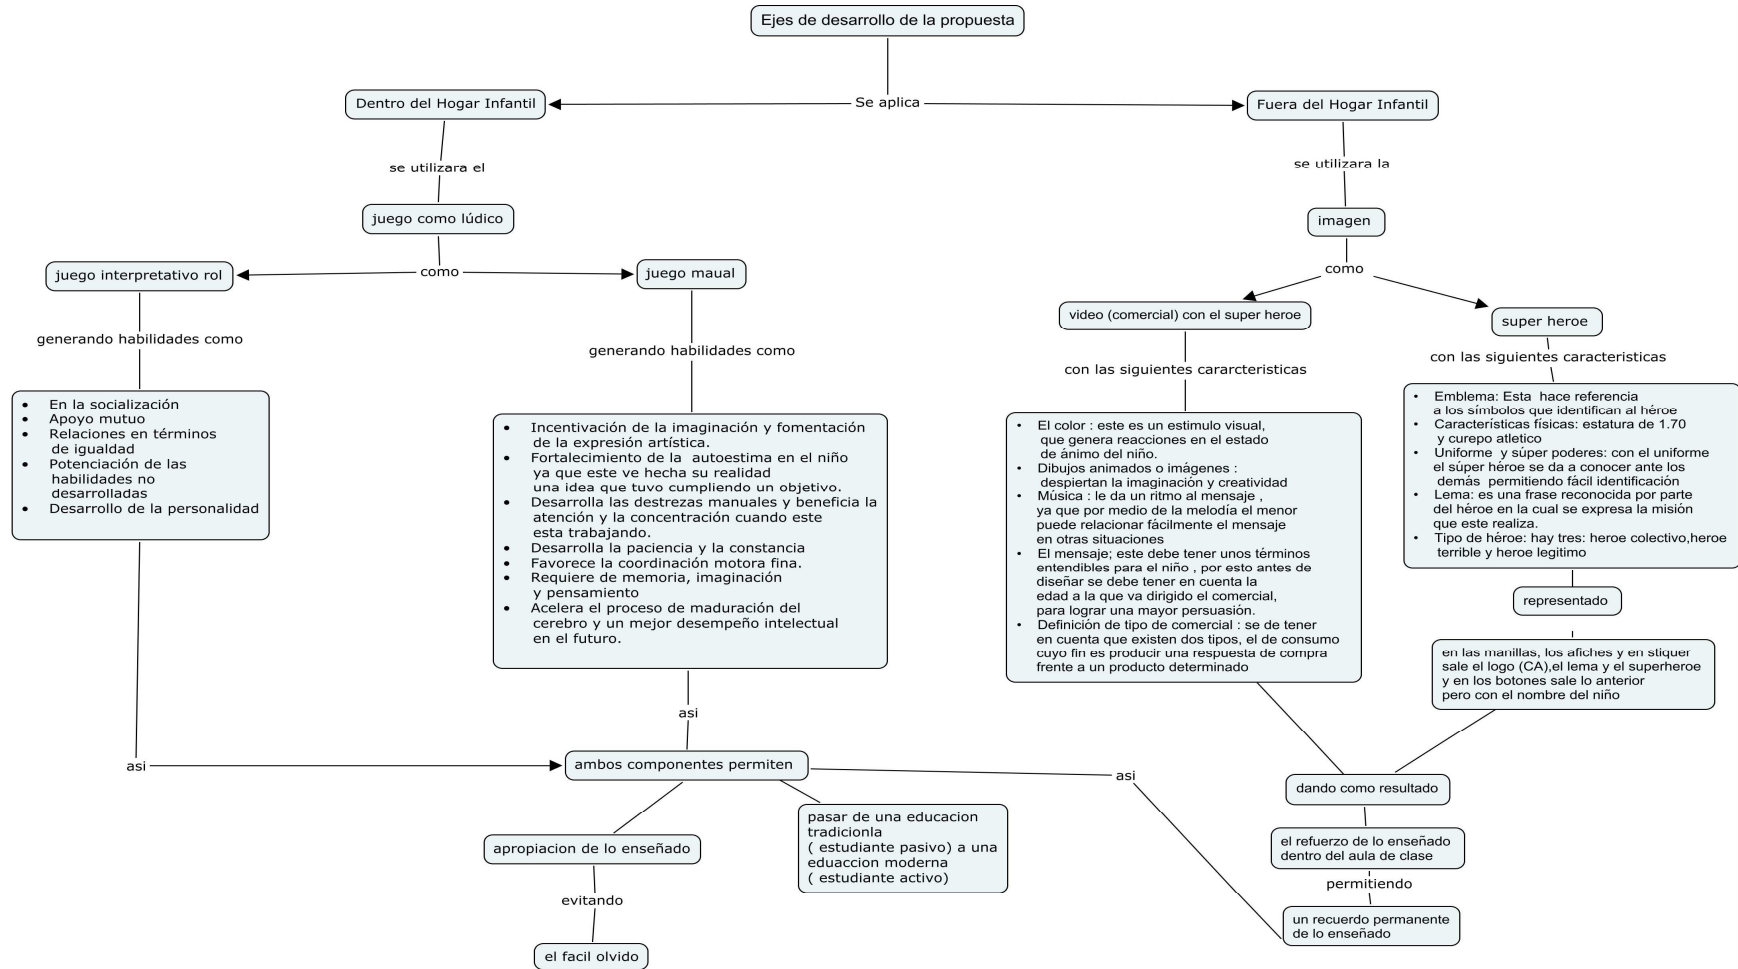 Ejes de desarrollo de la propuesta
Se aplica
Dentro del Hogar Infantil
Fuera del Hogar Infantil
se utilizara el
juego como lúdico
como
juego interpretativo rol
juego maual
generando habilidades como
• En la socialización
• Apoyo mutuo
• Relaciones en términos
de igualdad
• Potenciación de las
habilidades no
desarrolladas
• Desarrollo de la personalidad
asi
generando habilidades como
• Incentivación de la imaginación y fomentación
de la expresión artística.
• Fortalecimiento de la autoestima en el niño
ya que este ve hecha su realidad
una idea que tuvo cumpliendo un objetivo.
• Desarrolla las destrezas manuales y beneficia la
atención y la concentración cuando este
esta trabajando.
• Desarrolla la paciencia y la constancia
• Favorece la coordinación motora fina.
• Requiere de memoria, imaginación
y pensamiento
• Acelera el proceso de maduración del
cerebro y un mejor desempeño intelectual
en el futuro.
asi
ambos componentes permiten
apropiacion de lo enseñado
evitando
el facil olvido
pasar de una educacion
tradicionla
( estudiante pasivo) a una
eduaccion moderna
( estudiante activo)
asi
se utilizara la
imagen
como
video (comercial) con el super heroe
super heroe
con las siguientes cararcteristicas
• El color : este es un estimulo visual,
que genera reacciones en el estado
de ánimo del niño.
• Dibujos animados o imágenes :
despiertan la imaginación y creatividad
• Música : le da un ritmo al mensaje ,
ya que por medio de la melodía el menor
puede relacionar fácilmente el mensaje
en otras situaciones
• El mensaje; este debe tener unos términos
entendibles para el niño , por esto antes de
diseñar se debe tener en cuenta la
edad a la que va dirigido el comercial,
para lograr una mayor persuasión.
• Definición de tipo de comercial : se de tener
en cuenta que existen dos tipos, el de consumo
cuyo fin es producir una respuesta de compra
frente a un producto determinado
con las siguientes caracteristicas
• Emblema: Esta hace referencia
a los símbolos que identifican al héroe
• Características físicas: estatura de 1.70
y curepo atletico
• Uniforme y súper poderes: con el uniforme
el súper héroe se da a conocer ante los
demás permitiendo fácil identificación
• Lema: es una frase reconocida por parte
del héroe en la cual se expresa la misión
que este realiza.
• Tipo de héroe: hay tres: heroe colectivo,heroe
terrible y heroe legitimo
representado
en las manillas, los afiches y en stiquer
sale el logo (CA),el lema y el superheroe
y en los botones sale lo anterior
pero con el nombre del niño
dando como resultado
el refuerzo de lo enseñado
dentro del aula de clase
permitiendo
un recuerdo permanente
de lo enseñado